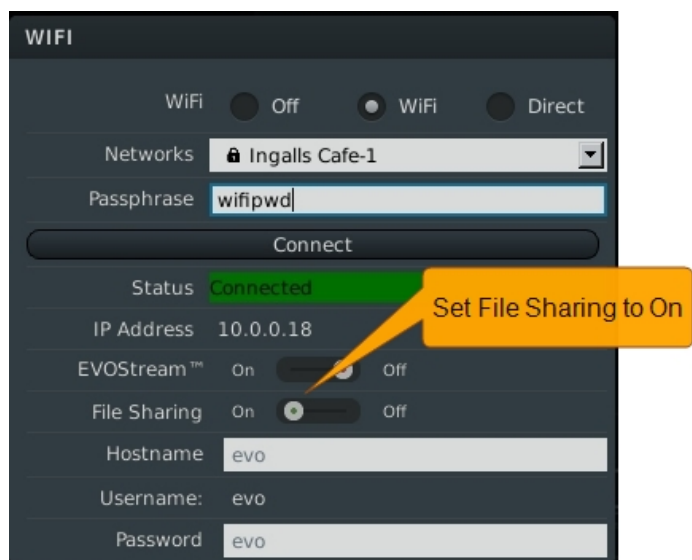 WIFI
WiFi Off WiFi Direct
Networks Ingalls Cafe-1
Passphrase wifipwd
Connect
Status Connected
Set File Sharing to On
IP Address 10.0.0.18
EVOStream™ On Off
File Sharing On Off
Hostname evo
Username: evo
Password evo